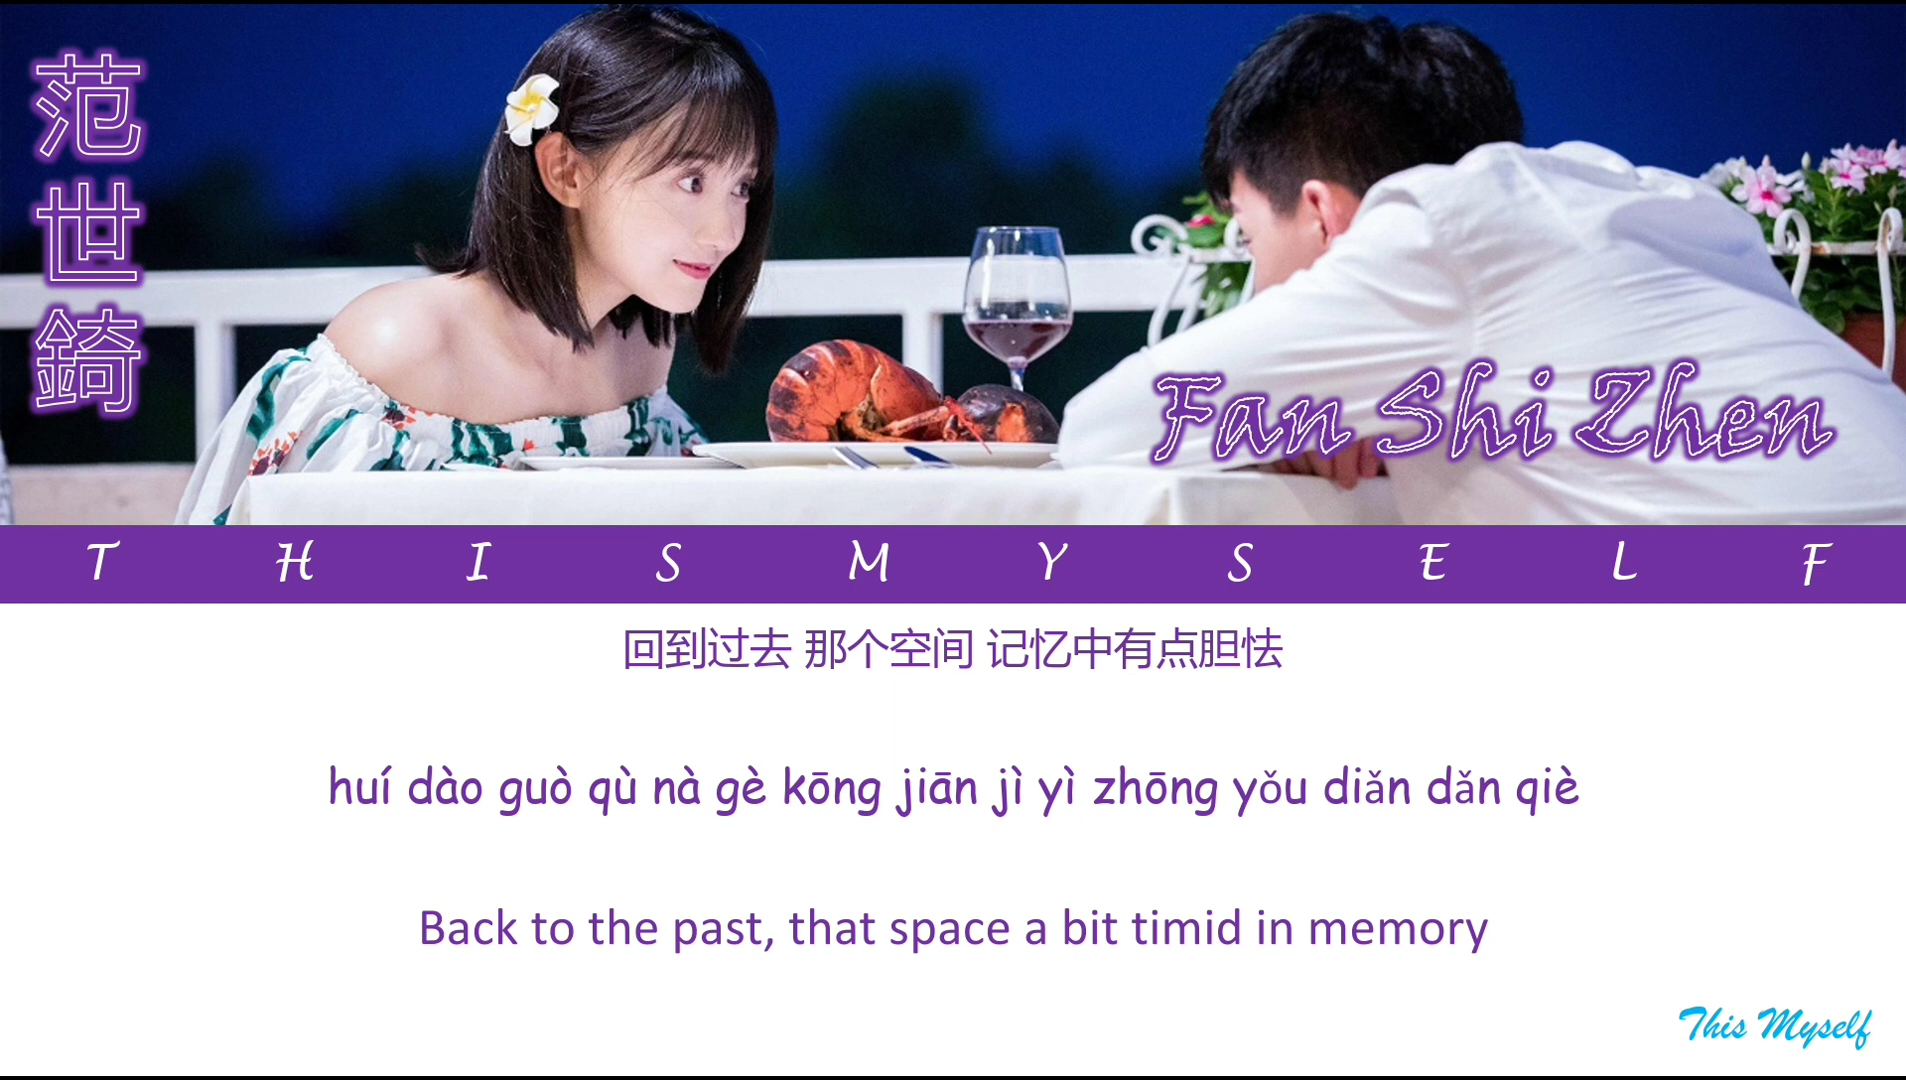 范世錡
Fan Shi Zhen
T H I S M Y S E L F
回到过去 那个空间 记忆中有点胆怯
huí dào guò qù nà gè kōng jiān jì yì zhōng yǒu diǎn dǎn qiè
Back to the past, that space a bit timid in memory
This Myself